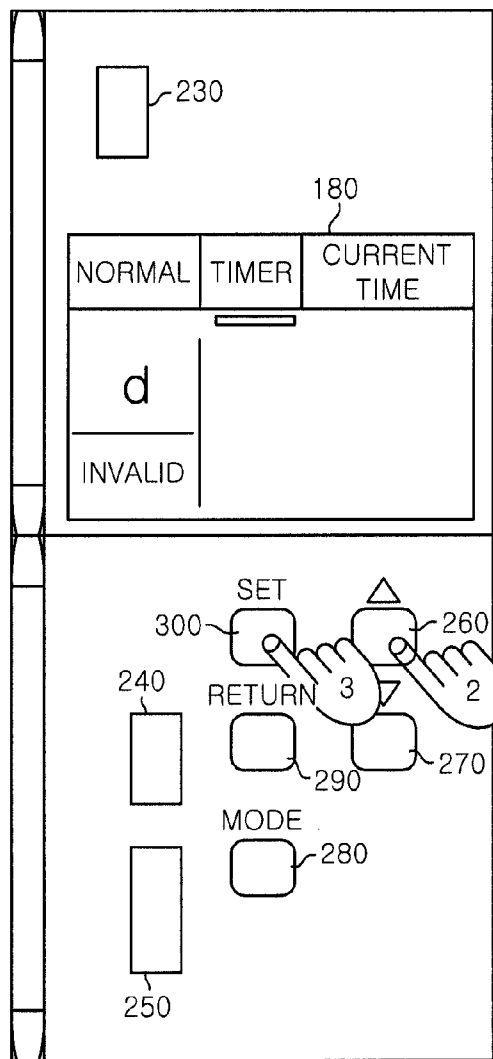 230
180
NORMAL TIMER CURRENT TIME
d
INVALID
SET
300
260
3
2
240
RETURN
290
270
MODE
280
250